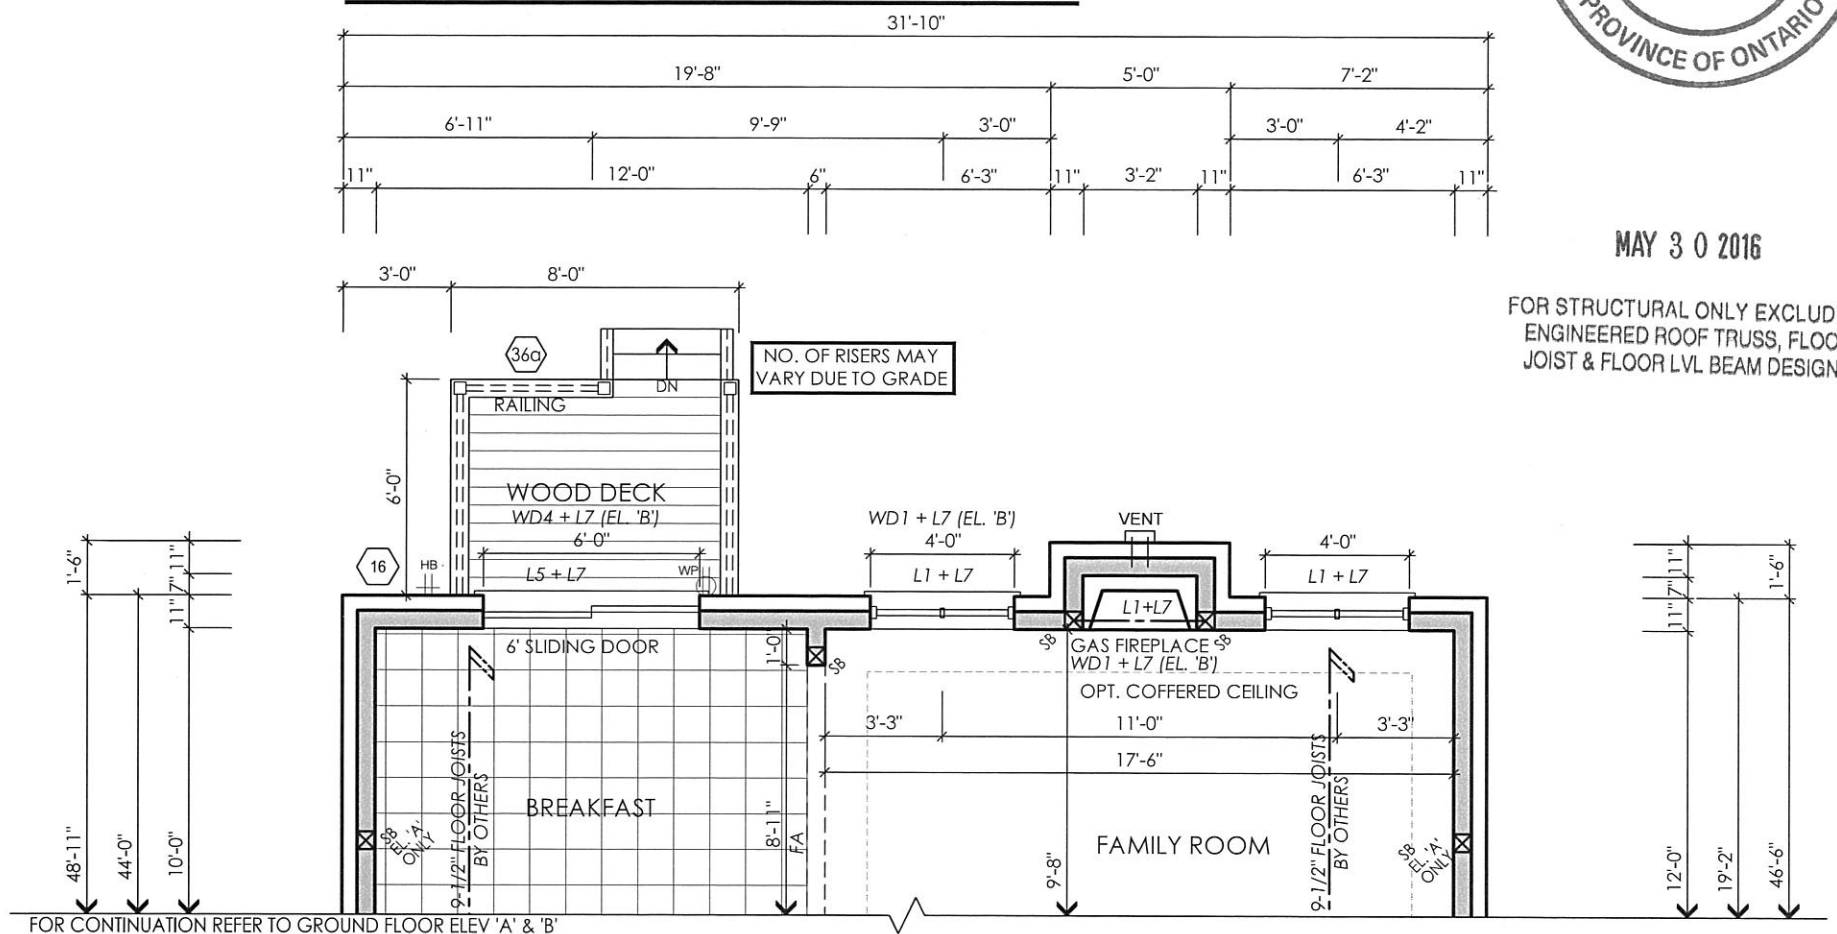 31'-10"
PROVINCE OF ONTARIO
19'-8" 5'-0" 7'-2"
6'-11" 9'-9" 3'-0" 3'-0" 4'-2"
11" 12'-0" 6" 6'-3" 11" 3'-2" 11" 6'-3" 11"
MAY 30 2016
3'-0" 8'-0"
FOR STRUCTURAL ONLY EXCLUD
ENGINEERED ROOF TRUSS, FLOO
JOIST & FLOOR LVL BEAM DESIGN
36a
NO. OF RISERS MAY
VARY DUE TO GRADE
DN
RAILING
6'-0"
WOOD DECK
WD4 + L7 (EL. 'B')
6'-0"
L5 + L7
WP
HB
16
WD1 + L7 (EL. 'B')
4'-0"
L1 + L7
VENT
4'-0"
L1 + L7
L1+L7
1'-6"
11"
7"
11"
11"
7"
11"
1'-6"
6' SLIDING DOOR
1'-0"
SB
SB
SB
GAS FIREPLACE
WD1 + L7 (EL. 'B')
OPT. COFFERED CEILING
3'-3" 11'-0" 3'-3"
17'-6"
BREAKFAST
9-1/2" FLOOR JOISTS
BY OTHERS
SB
EL. 'A'
ONLY
8'-11"
FA
FAMILY ROOM
9'-8"
9-1/2" FLOOR JOISTS
BY OTHERS
SB
EL. 'A'
ONLY
48'-11"
44'-0"
10'-0"
12'-0"
19'-2"
46'-6"
FOR CONTINUATION REFER TO GROUND FLOOR ELEV 'A' & 'B'